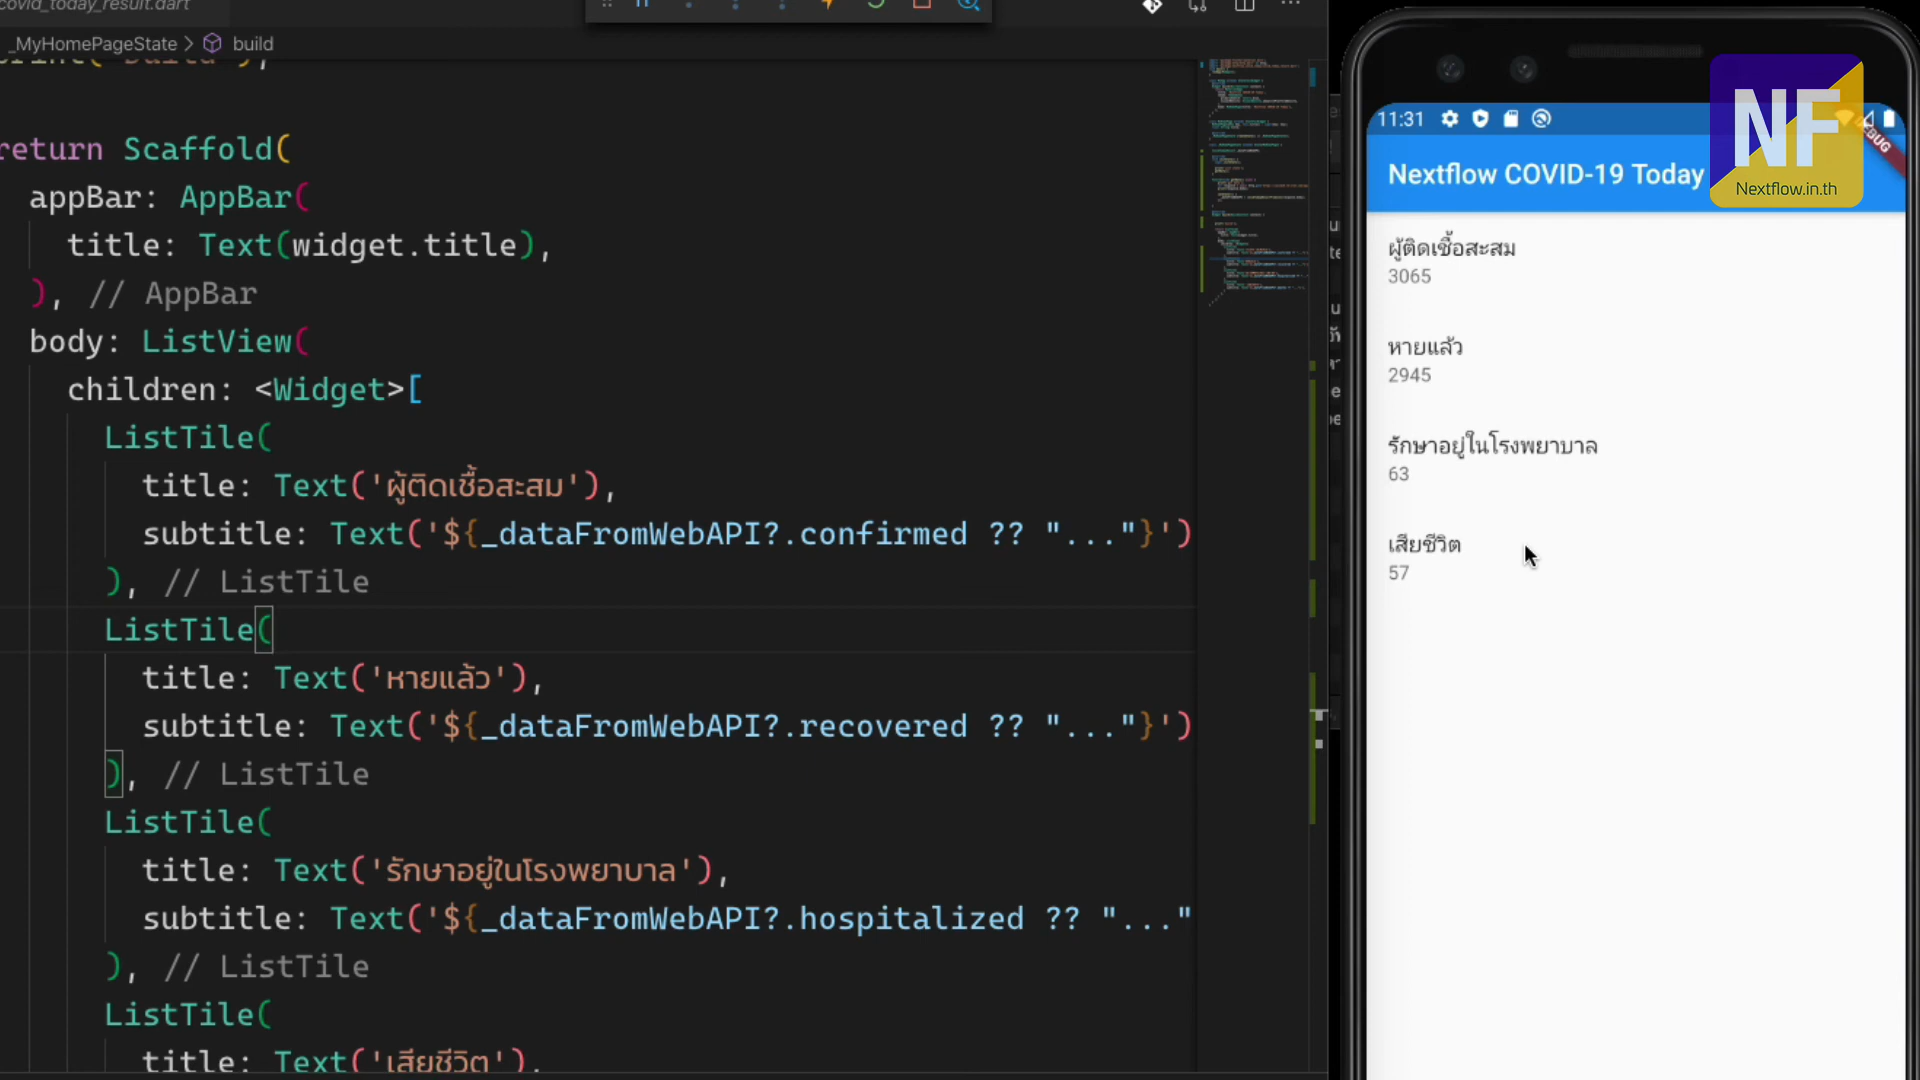 covid_today_result.dart
_MyHomePageState > build
print("build");
return Scaffold(
appBar: AppBar(
title: Text(widget.title),
), // AppBar
body: ListView(
children: <Widget>[
ListTile(
title: Text('ผู้ติดเชื้อสะสม'),
subtitle: Text('${_dataFromWebAPI?.confirmed ?? "..."}')
), // ListTile
ListTile(
title: Text('หายแล้ว'),
subtitle: Text('${_dataFromWebAPI?.recovered ?? "..."}')
), // ListTile
ListTile(
title: Text('รักษาอยู่ในโรงพยาบาล'),
subtitle: Text('${_dataFromWebAPI?.hospitalized ?? "..."
), // ListTile
ListTile(
title: Text('เสียชีวิต'),
11:31
NF
Nextflow.in.th
Nextflow COVID-19 Today
ผู้ติดเชื้อสะสม
3065
หายแล้ว
2945
รักษาอยู่ในโรงพยาบาล
63
เสียชีวิต
57